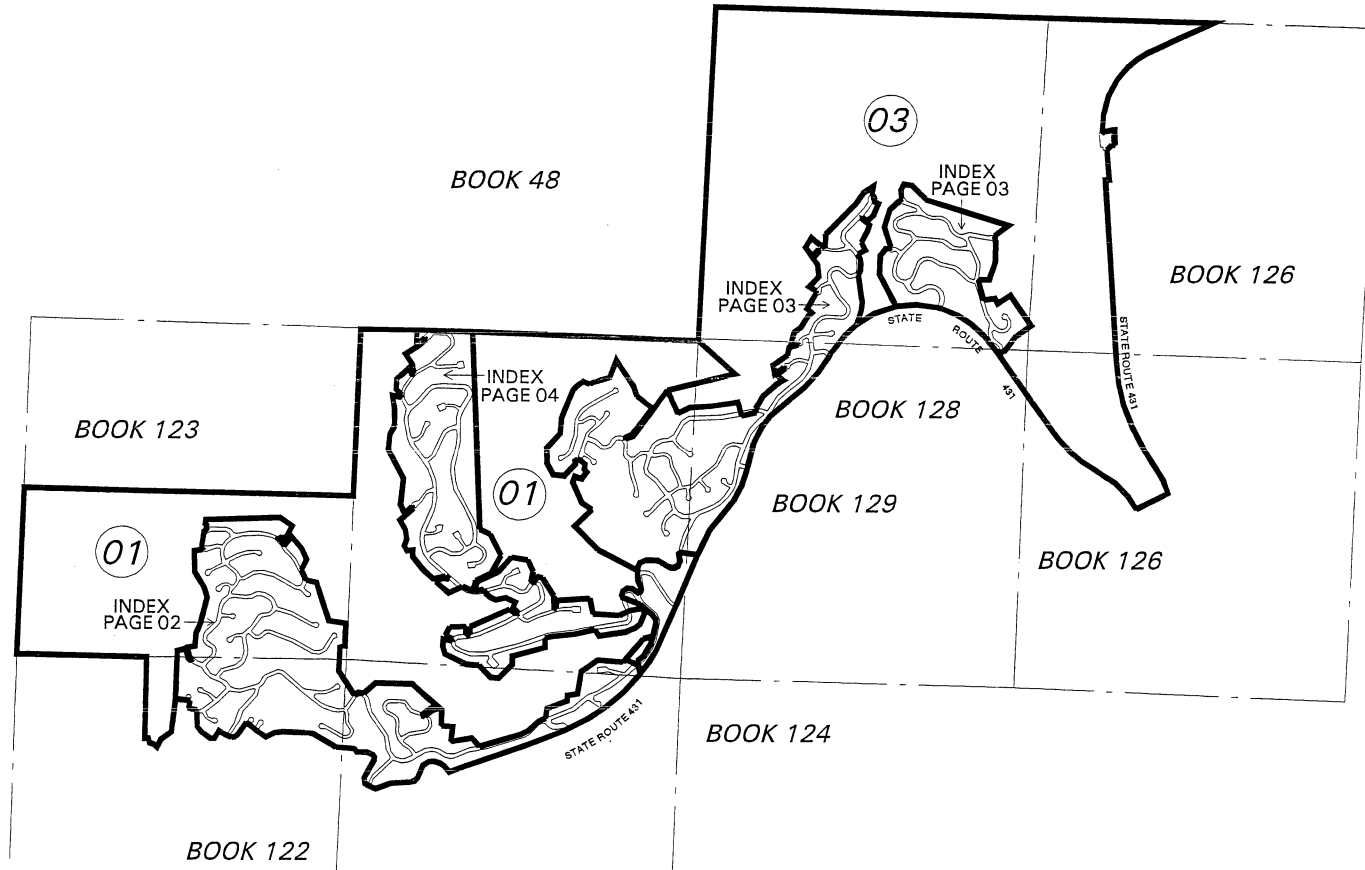 03
BOOK 48
INDEX
PAGE 03
BOOK 126
INDEX
PAGE 03
STATE ROUTE 431
STATE ROUTE 431
INDEX
PAGE 04
BOOK 123
BOOK 128
01
BOOK 129
01
BOOK 126
INDEX
PAGE 02
STATE ROUTE 431
BOOK 124
BOOK 122